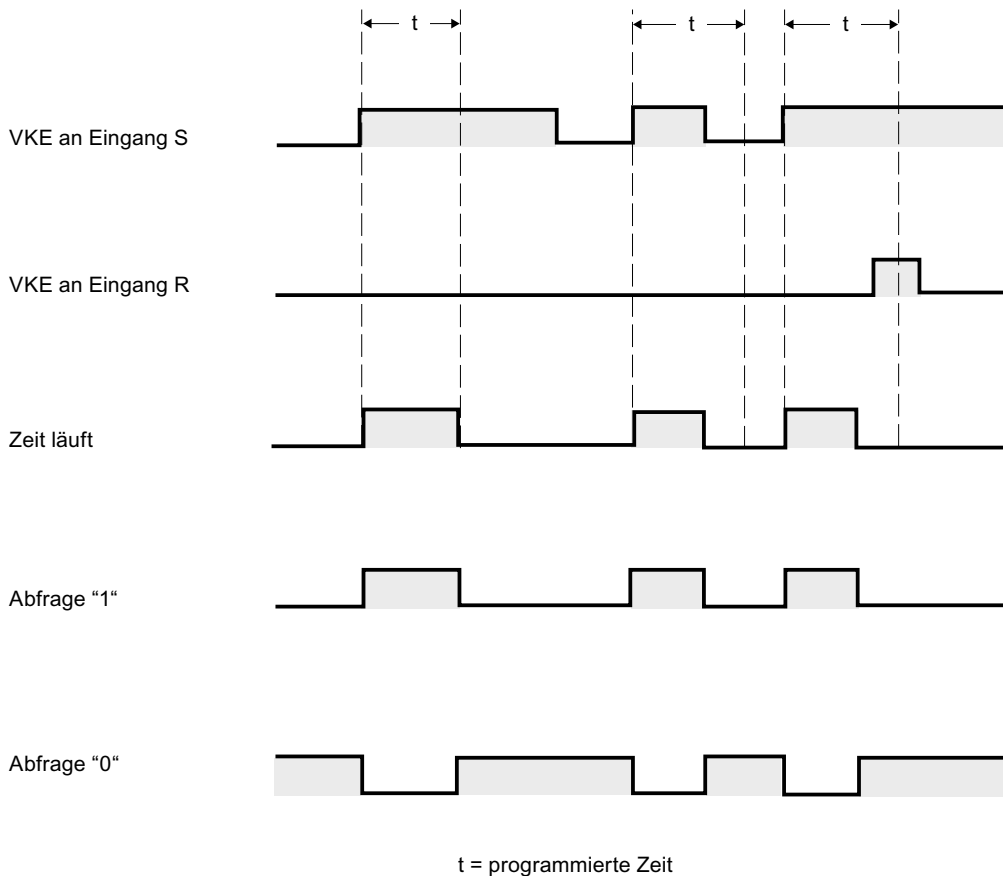 t
t
t
VKE an Eingang S
VKE an Eingang R
Zeit läuft
Abfrage “1“
Abfrage “0“
t = programmierte Zeit